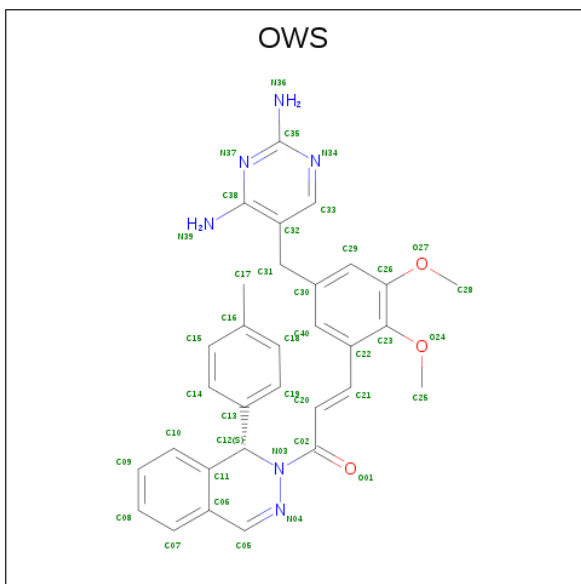 OWS
N36
NH₂
C35
N37
N
N
N34
C38
C33
H₂N
N39
C32
C31
C29
O27
C17
C26
O
C30
C28
C16
C40
O24
C15
C18
C23
O
C22
C14
C19
C20
C21
C25
C13
C12(S)
N03
C02
C10
C09
C11
N
O
O01
C06
N
N04
C08
C07
C05